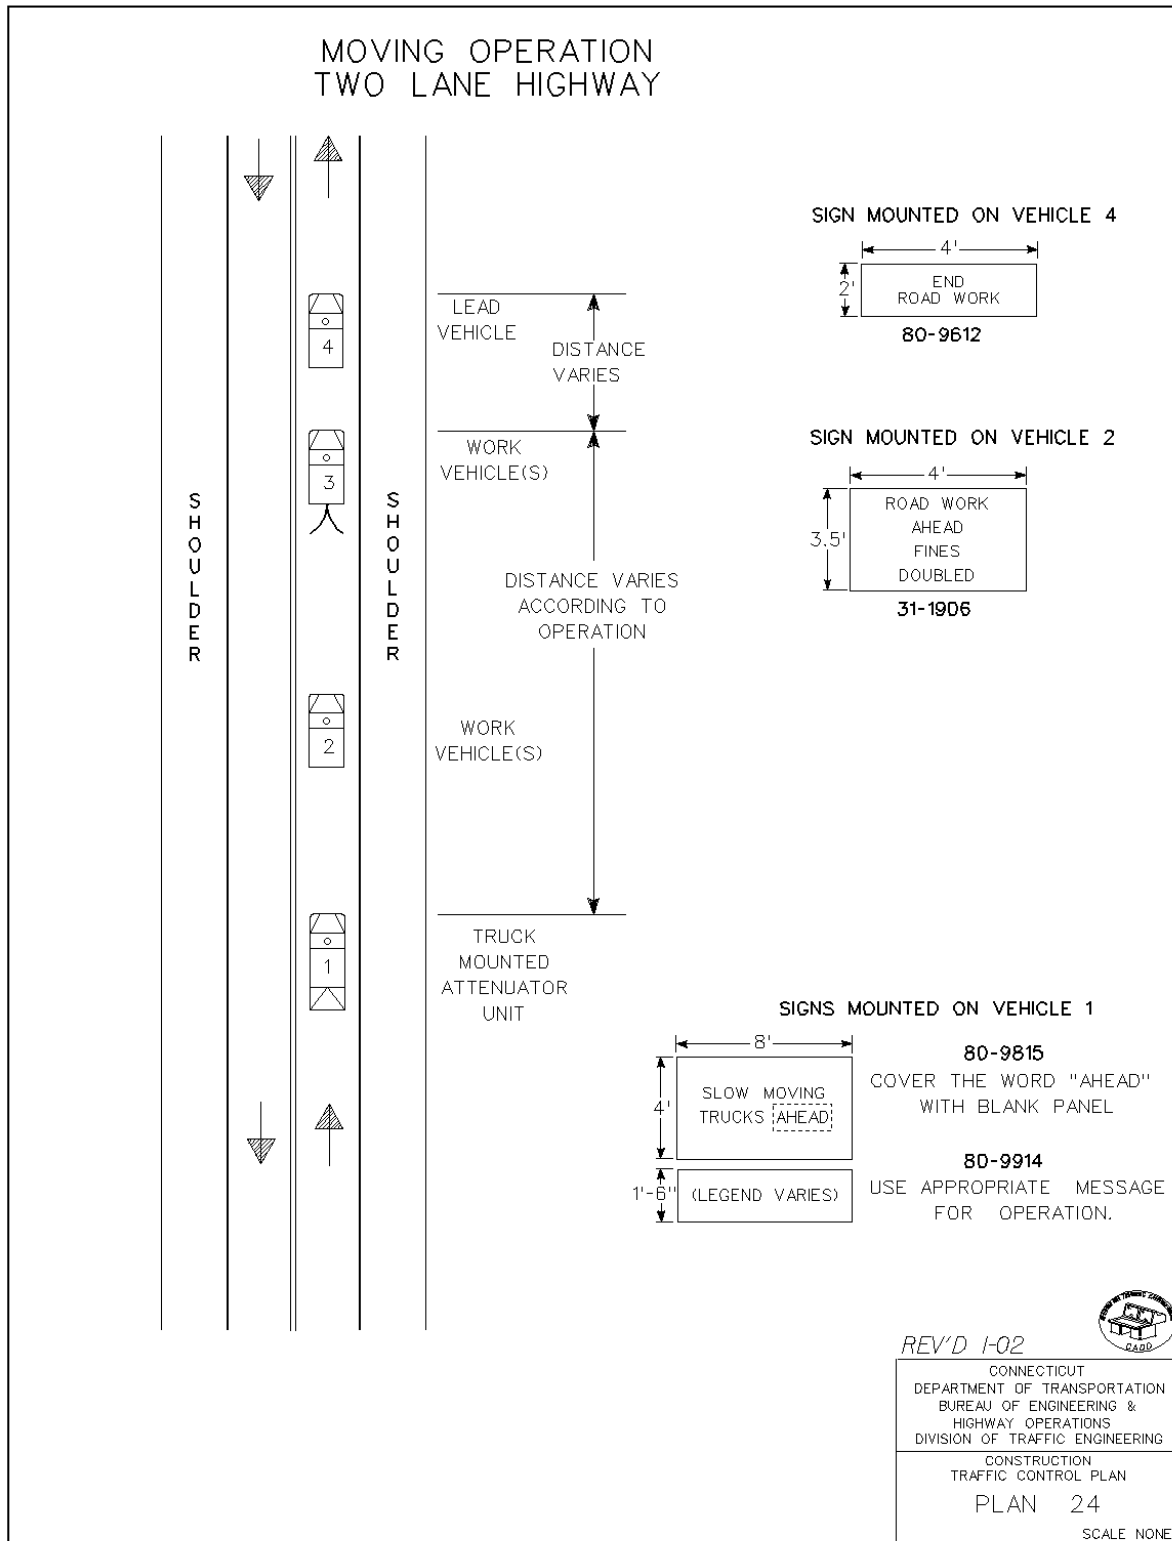 MOVING OPERATION
TWO LANE HIGHWAY
SIGN MOUNTED ON VEHICLE 4
4'
2'
END
ROAD WORK
80-9612
LEAD
VEHICLE
4
DISTANCE
VARIES
SIGN MOUNTED ON VEHICLE 2
4'
3.5'
ROAD WORK
AHEAD
FINES
DOUBLED
31-1906
WORK
VEHICLE(S)
3
SHOULDER
SHOULDER
DISTANCE VARIES
ACCORDING TO
OPERATION
WORK
VEHICLE(S)
2
TRUCK
MOUNTED
ATTENUATOR
UNIT
1
SIGNS MOUNTED ON VEHICLE 1
8'
4'
SLOW MOVING
TRUCKS AHEAD
80-9815
COVER THE WORD "AHEAD"
WITH BLANK PANEL
1'-6"
(LEGEND VARIES)
80-9914
USE APPROPRIATE MESSAGE
FOR OPERATION.
REV'D 1-02
CADD
CONNECTICUT
DEPARTMENT OF TRANSPORTATION
BUREAU OF ENGINEERING &
HIGHWAY OPERATIONS
DIVISION OF TRAFFIC ENGINEERING
CONSTRUCTION
TRAFFIC CONTROL PLAN
PLAN 24
SCALE NONE